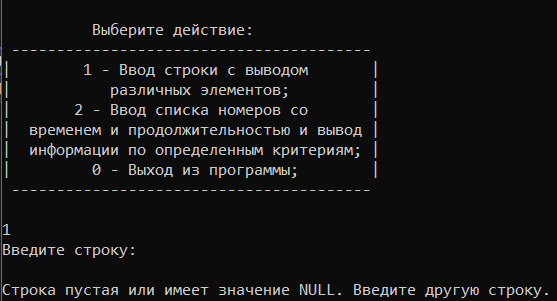 Выберите действие:
----------------------------------------
| 1 - Ввод строки с выводом |
| различных элементов; |
| 2 - Ввод списка номеров со |
| временем и продолжительностью и вывод |
| информации по определенным критериям; |
| 0 - Выход из программы; |
----------------------------------------
1
Введите строку:
Строка пустая или имеет значение NULL. Введите другую строку.